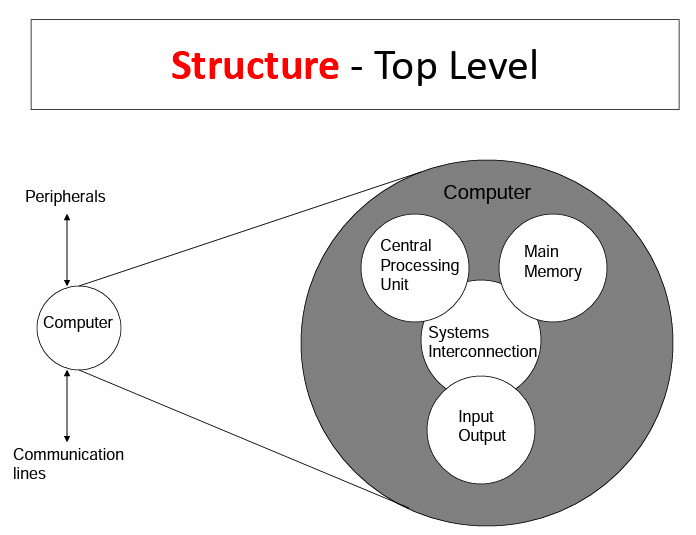 Structure - Top Level
Peripherals
Computer
Communication
lines
Computer
Central
Processing
Unit
Main
Memory
Systems
Interconnection
Input
Output